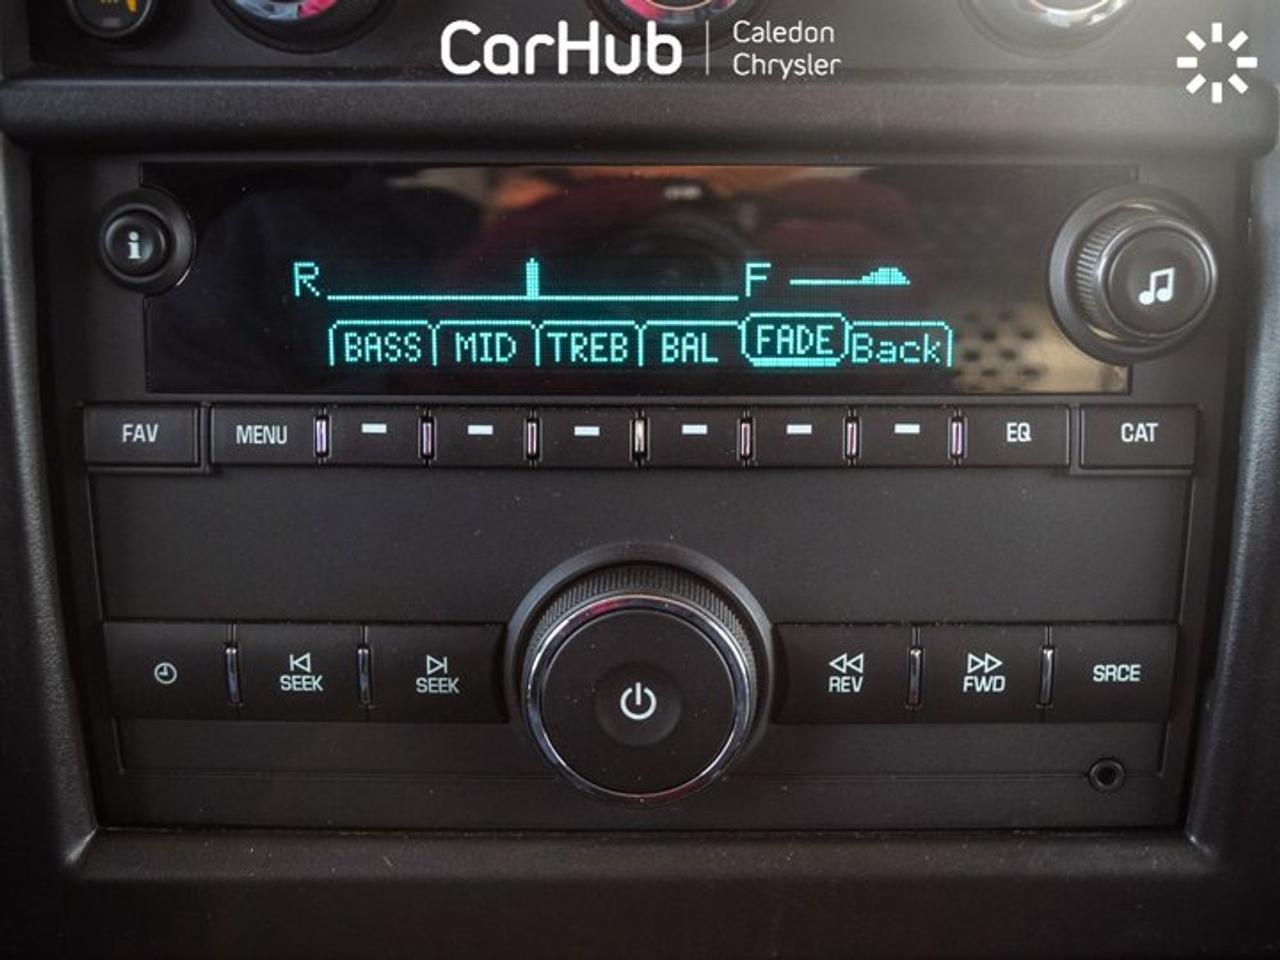 CarHub
Caledon
Chrysler
i
R F
BASS MID TREB BAL FADE Back
FAV MENU EQ CAT
SEEK SEEK REV FWD SRCE